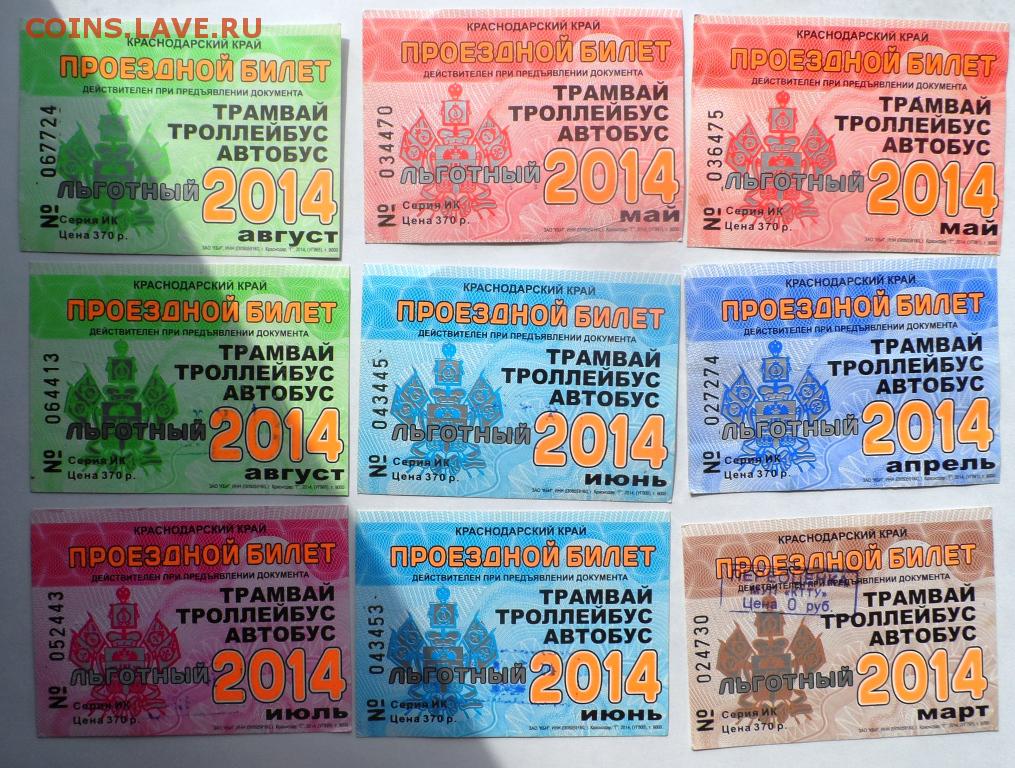 COINS.LAVE.RU
КРАСНОДАРСКИЙ КРАЙ
ПРОЕЗДНОЙ БИЛЕТ
ДЕЙСТВИТЕЛЕН ПРИ ПРЕДЪЯВЛЕНИИ ДОКУМЕНТА
ТРАМВАЙ
ТРОЛЛЕЙБУС
АВТОБУС
ЛЬГОТНЫЙ 2014
№ 067724
Серия ИК
Цена 370 р.
август
КРАСНОДАРСКИЙ КРАЙ
ПРОЕЗДНОЙ БИЛЕТ
ДЕЙСТВИТЕЛЕН ПРИ ПРЕДЪЯВЛЕНИИ ДОКУМЕНТА
ТРАМВАЙ
ТРОЛЛЕЙБУС
АВТОБУС
ЛЬГОТНЫЙ 2014
№ 034470
Серия ИК
Цена 370 р.
май
КРАСНОДАРСКИЙ КРАЙ
ПРОЕЗДНОЙ БИЛЕТ
ДЕЙСТВИТЕЛЕН ПРИ ПРЕДЪЯВЛЕНИИ ДОКУМЕНТА
ТРАМВАЙ
ТРОЛЛЕЙБУС
АВТОБУС
ЛЬГОТНЫЙ 2014
№ 036475
Серия ИК
Цена 370 р.
май
КРАСНОДАРСКИЙ КРАЙ
ПРОЕЗДНОЙ БИЛЕТ
ДЕЙСТВИТЕЛЕН ПРИ ПРЕДЪЯВЛЕНИИ ДОКУМЕНТА
ТРАМВАЙ
ТРОЛЛЕЙБУС
АВТОБУС
ЛЬГОТНЫЙ 2014
№ 064413
Серия ИК
Цена 370 р.
август
КРАСНОДАРСКИЙ КРАЙ
ПРОЕЗДНОЙ БИЛЕТ
ДЕЙСТВИТЕЛЕН ПРИ ПРЕДЪЯВЛЕНИИ ДОКУМЕНТА
ТРАМВАЙ
ТРОЛЛЕЙБУС
АВТОБУС
ЛЬГОТНЫЙ 2014
№ 043445
Серия ИК
Цена 370 р.
июнь
КРАСНОДАРСКИЙ КРАЙ
ПРОЕЗДНОЙ БИЛЕТ
ДЕЙСТВИТЕЛЕН ПРИ ПРЕДЪЯВЛЕНИИ ДОКУМЕНТА
ТРАМВАЙ
ТРОЛЛЕЙБУС
АВТОБУС
ЛЬГОТНЫЙ 2014
№ 027274
Серия ИК
Цена 370 р.
апрель
КРАСНОДАРСКИЙ КРАЙ
ПРОЕЗДНОЙ БИЛЕТ
ДЕЙСТВИТЕЛЕН ПРИ ПРЕДЪЯВЛЕНИИ ДОКУМЕНТА
ТРАМВАЙ
ТРОЛЛЕЙБУС
АВТОБУС
ЛЬГОТНЫЙ 2014
№ 052443
Серия ИК
Цена 370 р.
июль
КРАСНОДАРСКИЙ КРАЙ
ПРОЕЗДНОЙ БИЛЕТ
ДЕЙСТВИТЕЛЕН ПРИ ПРЕДЪЯВЛЕНИИ ДОКУМЕНТА
ТРАМВАЙ
ТРОЛЛЕЙБУС
АВТОБУС
ЛЬГОТНЫЙ 2014
№ 043453
Серия ИК
Цена 370 р.
июнь
КРАСНОДАРСКИЙ КРАЙ
ПРОЕЗДНОЙ БИЛЕТ
ДЕЙСТВИТЕЛЕН ПРИ ПРЕДЪЯВЛЕНИИ ДОКУМЕНТА
ПЕРЕОЦЕНКА
МУП «КТТУ»
Цена 0 руб.
ТРАМВАЙ
ТРОЛЛЕЙБУС
АВТОБУС
ЛЬГОТНЫЙ 2014
№ 024730
Серия ИК
Цена 370 р.
март